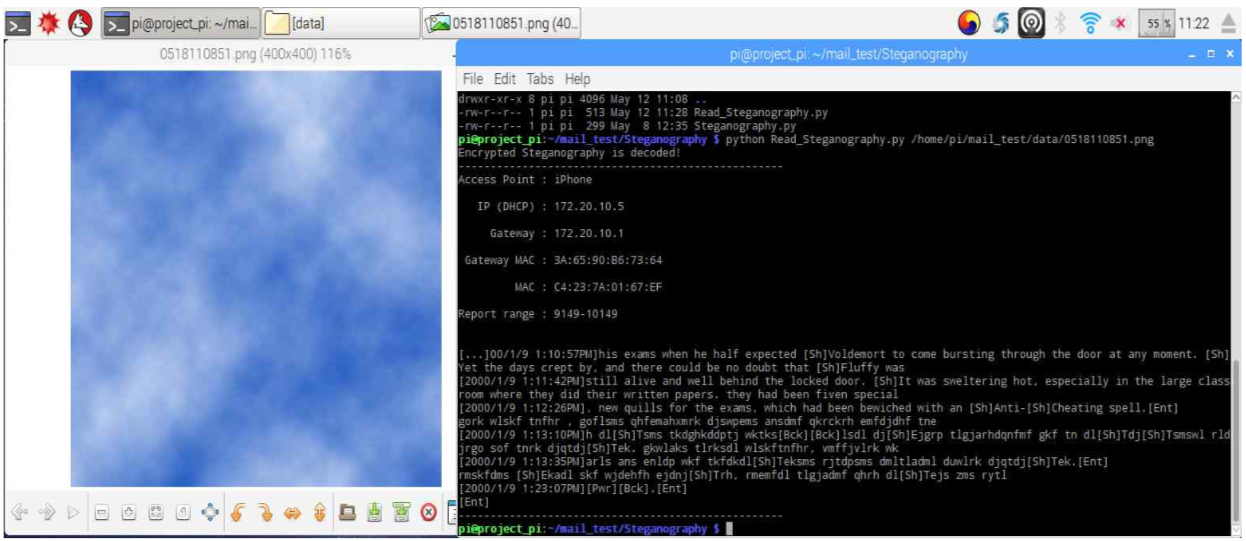 pi@project_pi: ~/mai...
[data]
0518110851.png (40...
55 %
11:22
0518110851.png (400x400) 116%
pi@project_pi: ~/mail_test/Steganography
File Edit Tabs Help
drwxr-xr-x 8 pi pi 4096 May 12 11:08 ..
-rw-r--r-- 1 pi pi  513 May 12 11:28 Read_Steganography.py
-rw-r--r-- 1 pi pi  299 May  8 12:35 Steganography.py
pi@project_pi:~/mail_test/Steganography $ python Read_Steganography.py /home/pi/mail_test/data/0518110851.png
Encrypted Steganography is decoded!
---------------------------------------------------
Access Point : iPhone
IP (DHCP) : 172.20.10.5
Gateway : 172.20.10.1
Gateway MAC : 3A:65:90:B6:73:64
MAC : C4:23:7A:01:67:EF
Report range : 9149-10149
[...]00/1/9 1:10:57PM]his exams when he half expected [Sh]Voldemort to come bursting through the door at any moment. [Sh]
Yet the days crept by, and there could be no doubt that [Sh]Fluffy was
[2000/1/9 1:11:42PM]still alive and well behind the locked door. [Sh]It was sweltering hot, especially in the large class
room where they did their written papers. they had been fiven special
[2000/1/9 1:12:26PM], new quills for the exams, which had been bewiched with an [Sh]Anti-[Sh]Cheating spell.[Ent]
gork wlskf tnfhr , goflsms qhfemahxmrk djswpems ansdmf qkrckrh emfdjdhf tne
[2000/1/9 1:13:10PM]h dl[Sh]Tsms tkdghkddptj wktks[Bck][Bck]lsdl dj[Sh]Ejgrp tlgjarhdqnfmf gkf tn dl[Sh]Tdj[Sh]Tsmswl rld
jrgo sof tnrk djqtdj[Sh]Tek. gkwlaks tlrksdl wlskftnfhr, vmffjvlrk wk
[2000/1/9 1:13:35PM]arls ans enldp wkf tkfdkdl[Sh]Teksms rjtdpsms dmltladml duwlrk djqtdj[Sh]Tek.[Ent]
rmskfdms [Sh]Ekadl skf wjdehfh ejdnj[Sh]Trh, rmemfdl tlgjadmf qhrh dl[Sh]Tejs zms rytl
[2000/1/9 1:23:07PM][Pwr][Bck].[Ent]
[Ent]
---------------------------------------------------
pi@project_pi:~/mail_test/Steganography $